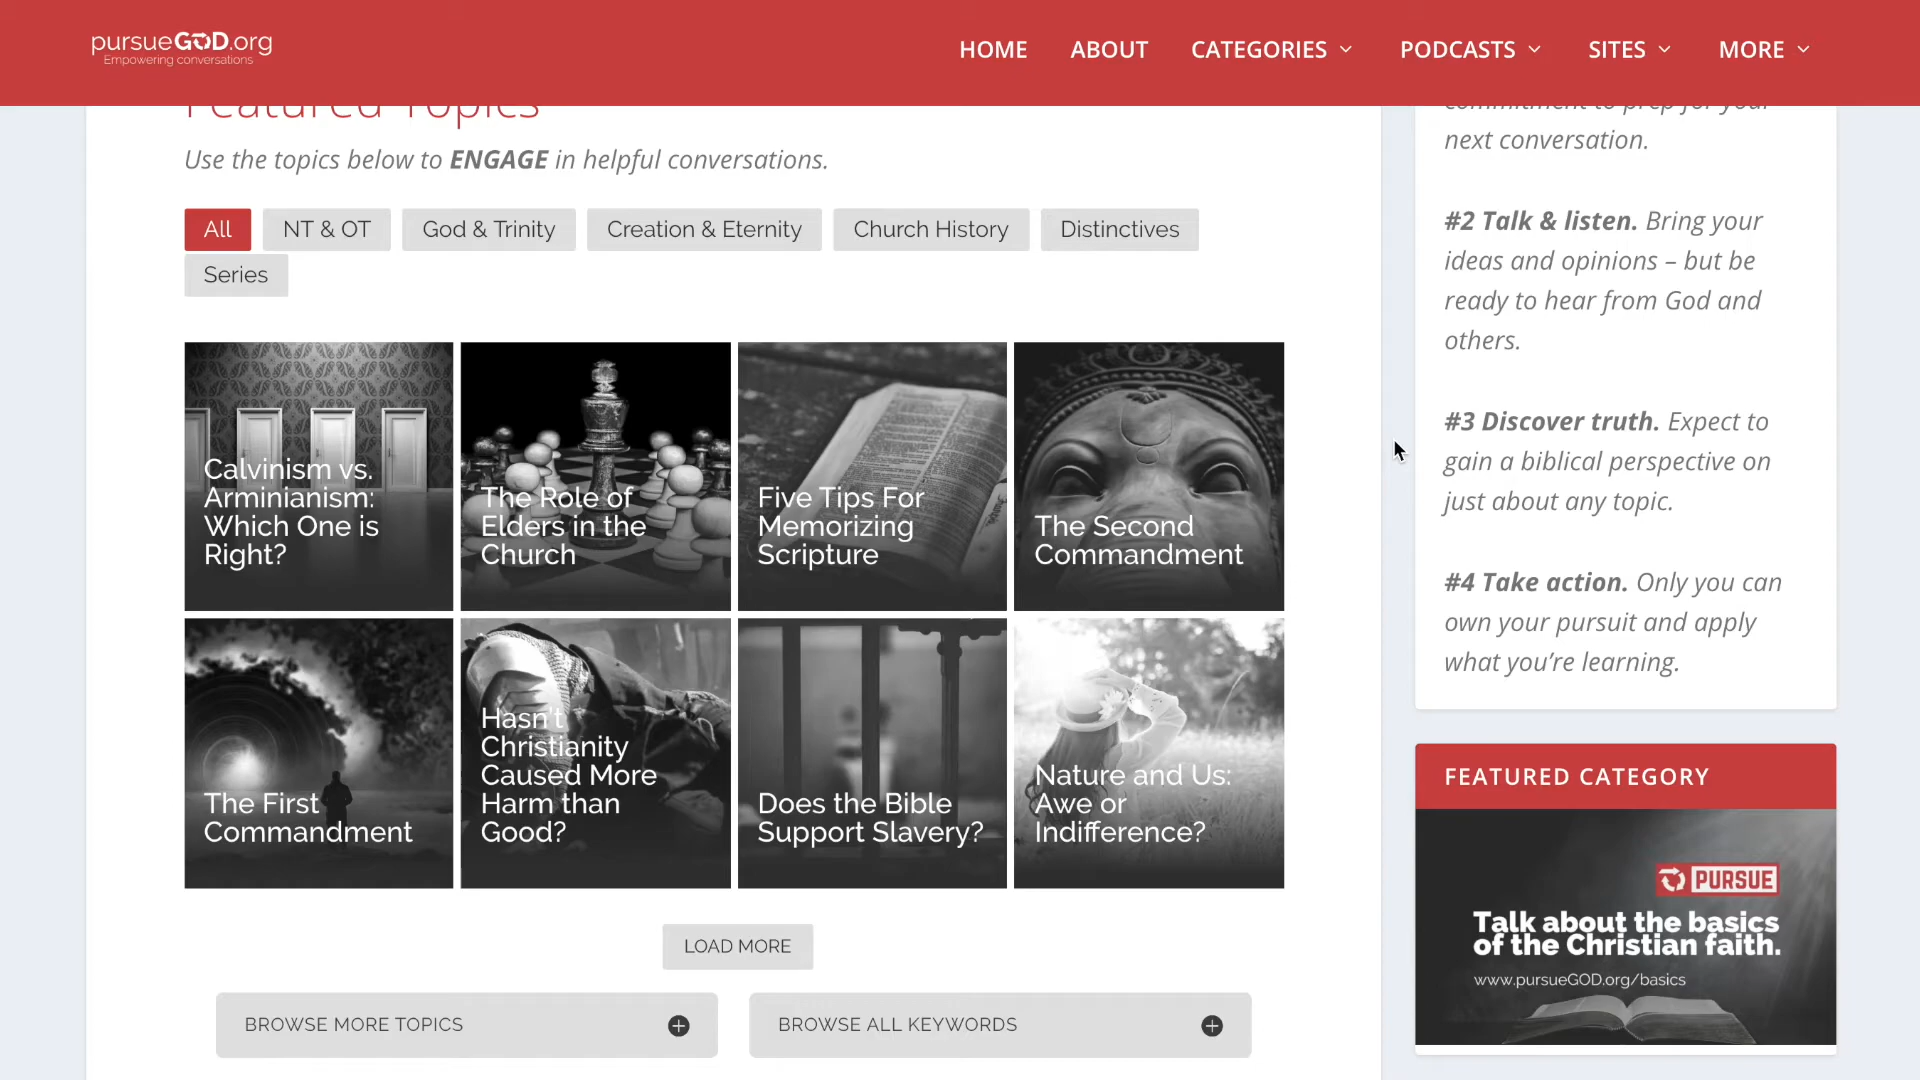 pursueGOD.org
Empowering conversations
HOME
ABOUT
CATEGORIES
PODCASTS
SITES
MORE
Featured Topics
Use the topics below to ENGAGE in helpful conversations.
All
NT & OT
God & Trinity
Creation & Eternity
Church History
Distinctives
Series
Calvinism vs.
Arminianism:
Which One is
Right?
The Role of
Elders in the
Church
Five Tips For
Memorizing
Scripture
The Second
Commandment
The First
Commandment
Hasn't
Christianity
Caused More
Harm than
Good?
Does the Bible
Support Slavery?
Nature and Us:
Awe or
Indifference?
LOAD MORE
BROWSE MORE TOPICS
BROWSE ALL KEYWORDS
commitment to prep for your
next conversation.
#2 Talk & listen. Bring your
ideas and opinions – but be
ready to hear from God and
others.
#3 Discover truth. Expect to
gain a biblical perspective on
just about any topic.
#4 Take action. Only you can
own your pursuit and apply
what you’re learning.
FEATURED CATEGORY
PURSUE
Talk about the basics
of the Christian faith.
www.pursueGOD.org/basics